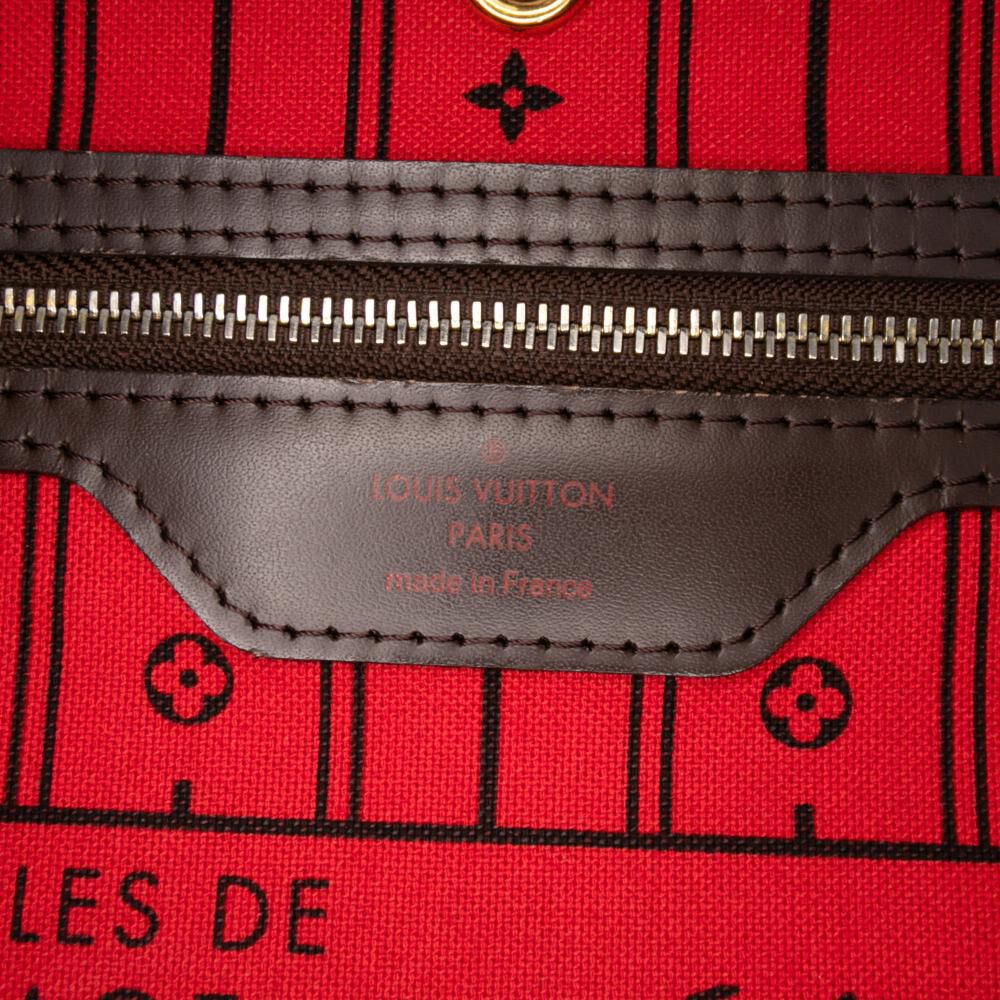 ®
LOUIS VUITTON
PARIS
made in France
LES DE